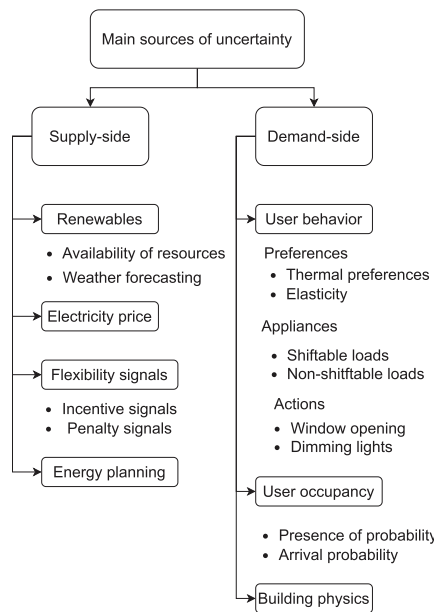 Main sources of uncertainty
Supply-side
Renewables
• Availability of resources
• Weather forecasting
Electricity price
Flexibility signals
• Incentive signals
• Penalty signals
Energy planning
Demand-side
User behavior
Preferences
• Thermal preferences
• Elasticity
Appliances
• Shiftable loads
• Non-shitftable loads
Actions
• Window opening
• Dimming lights
User occupancy
• Presence of probability
• Arrival probability
Building physics